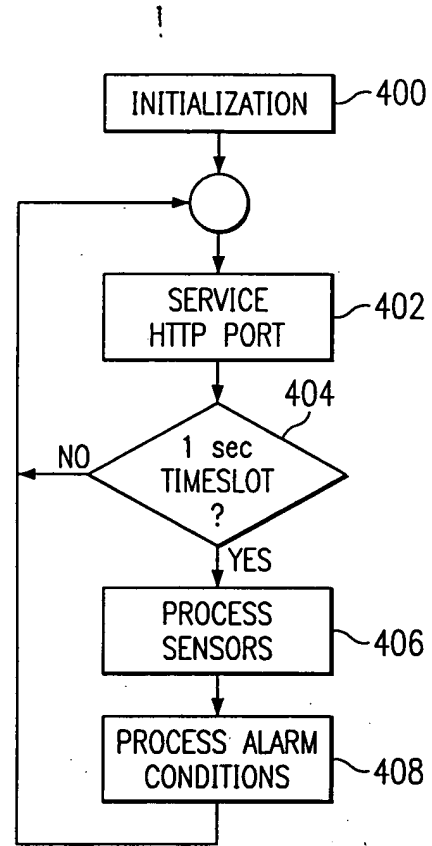 INITIALIZATION
400
SERVICE
HTTP PORT
402
404
1 sec
TIMESLOT
?
NO
YES
PROCESS
SENSORS
406
PROCESS ALARM
CONDITIONS
408